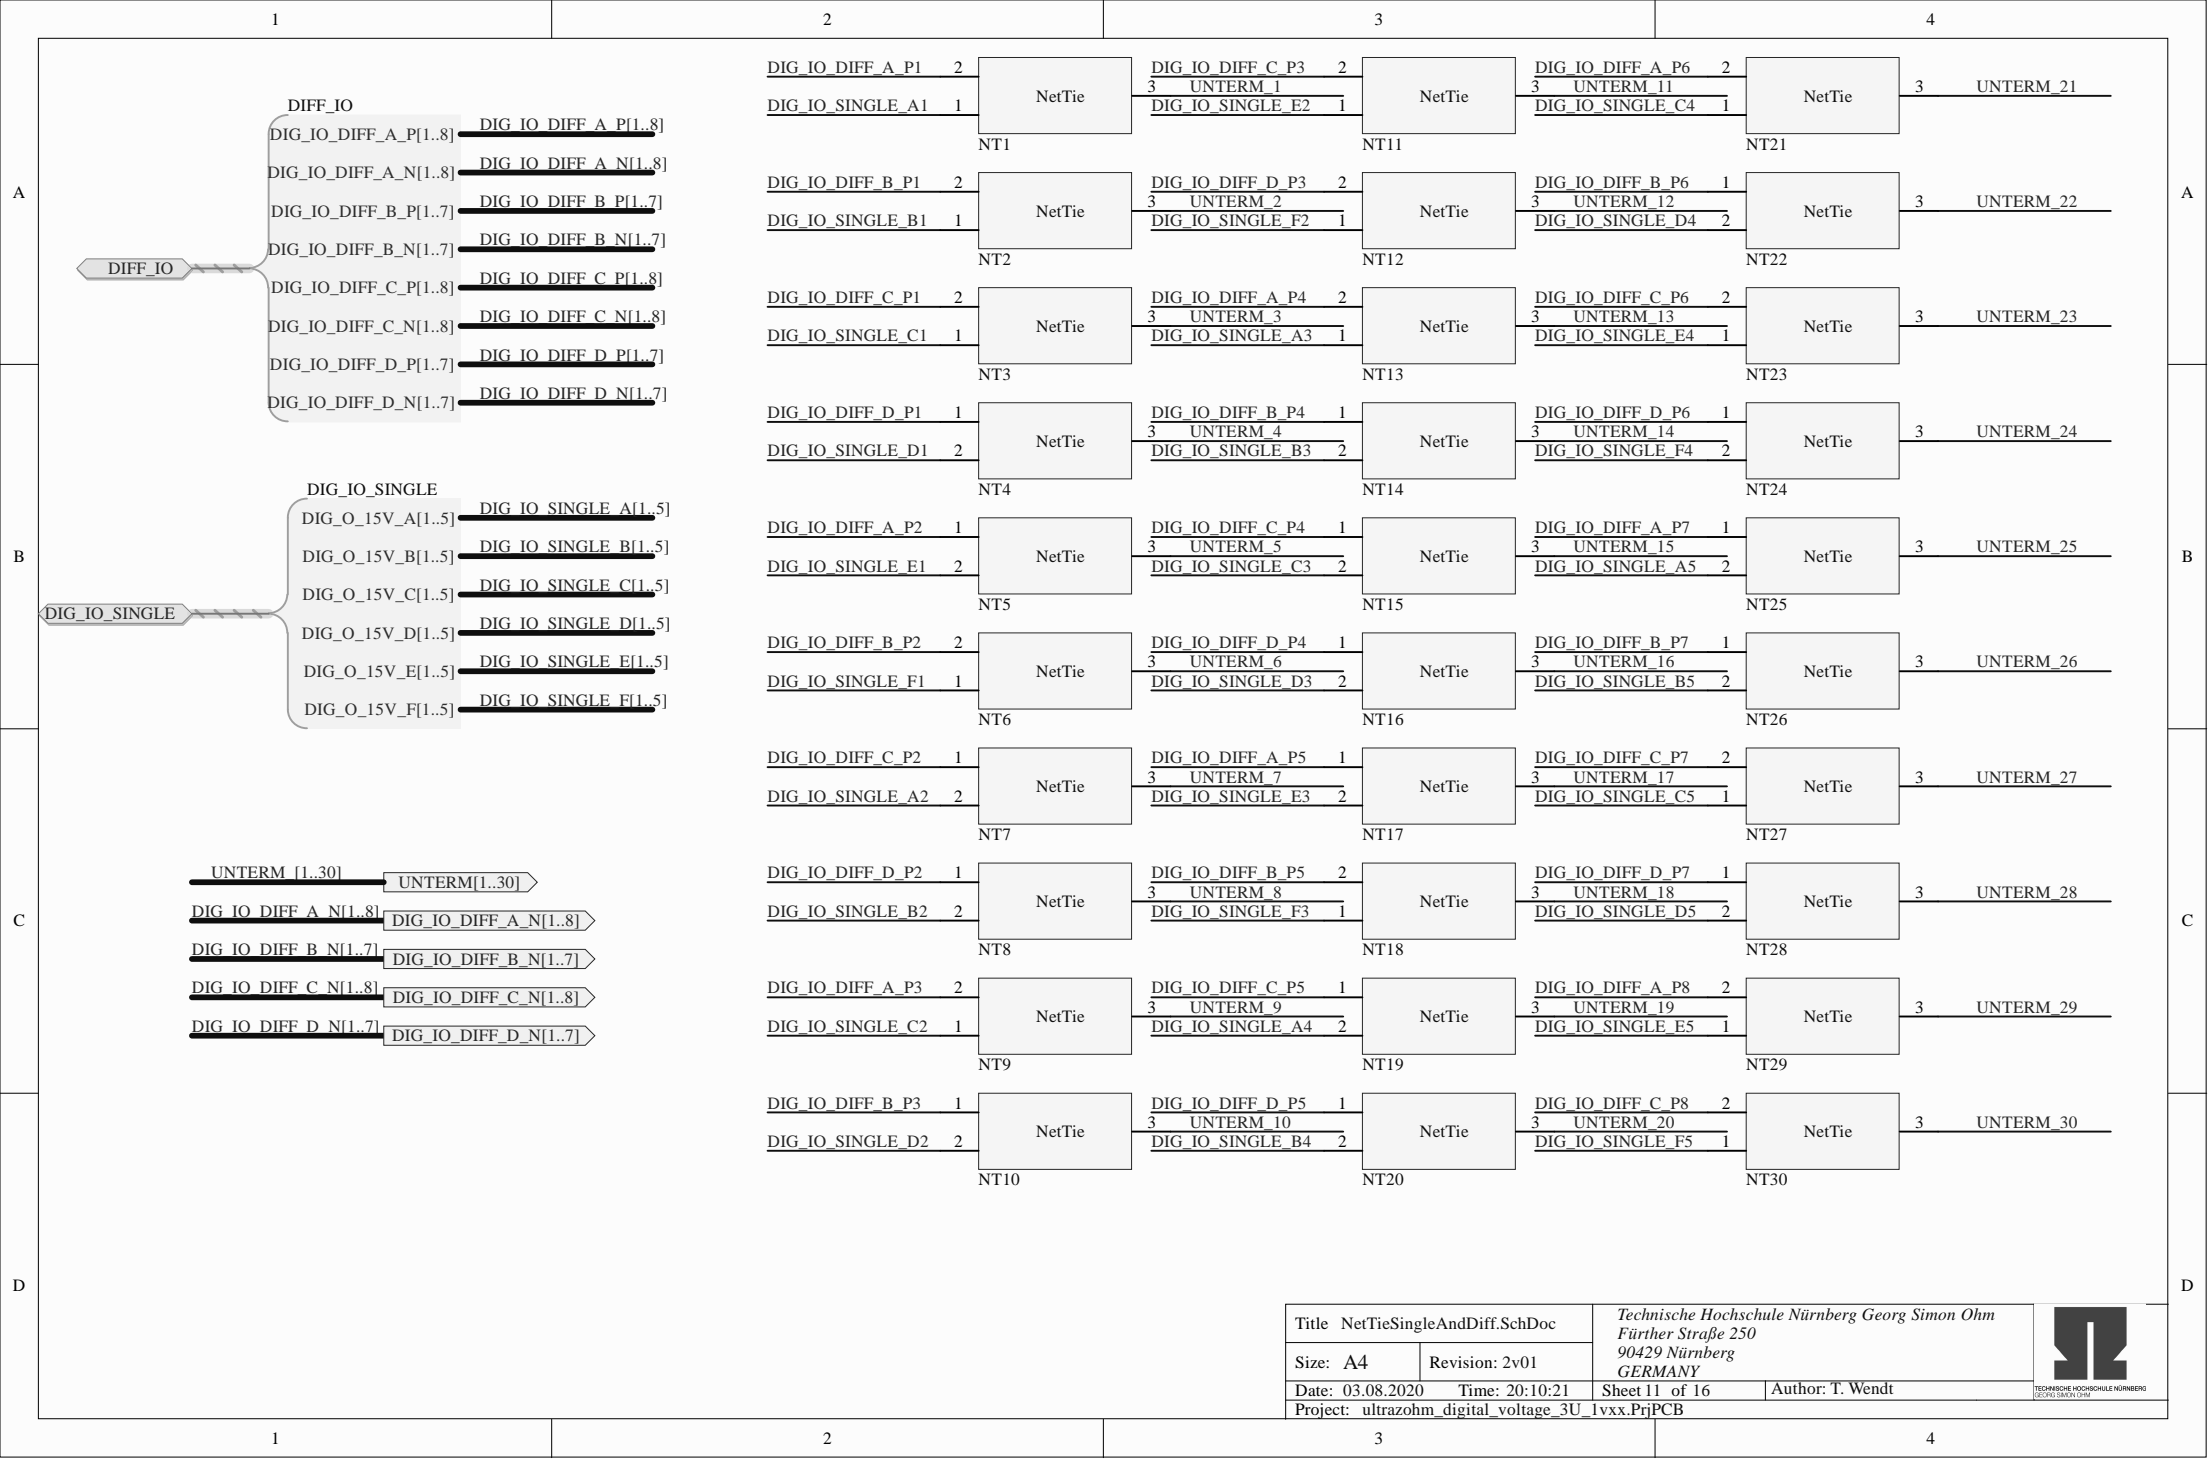 1 2 3 4
A A
B B
C C
D D
DIFF_IO
DIFF_IO
DIG_IO_DIFF_A_P[1..8] DIG_IO_DIFF_A_P[1..8]
DIG_IO_DIFF_A_N[1..8] DIG_IO_DIFF_A_N[1..8]
DIG_IO_DIFF_B_P[1..7] DIG_IO_DIFF_B_P[1..7]
DIG_IO_DIFF_B_N[1..7] DIG_IO_DIFF_B_N[1..7]
DIG_IO_DIFF_C_P[1..8] DIG_IO_DIFF_C_P[1..8]
DIG_IO_DIFF_C_N[1..8] DIG_IO_DIFF_C_N[1..8]
DIG_IO_DIFF_D_P[1..7] DIG_IO_DIFF_D_P[1..7]
DIG_IO_DIFF_D_N[1..7] DIG_IO_DIFF_D_N[1..7]
DIG_IO_SINGLE
DIG_IO_SINGLE
DIG_O_15V_A[1..5] DIG_IO_SINGLE_A[1..5]
DIG_O_15V_B[1..5] DIG_IO_SINGLE_B[1..5]
DIG_O_15V_C[1..5] DIG_IO_SINGLE_C[1..5]
DIG_O_15V_D[1..5] DIG_IO_SINGLE_D[1..5]
DIG_O_15V_E[1..5] DIG_IO_SINGLE_E[1..5]
DIG_O_15V_F[1..5] DIG_IO_SINGLE_F[1..5]
UNTERM_[1..30] UNTERM[1..30]
DIG_IO_DIFF_A_N[1..8] DIG_IO_DIFF_A_N[1..8]
DIG_IO_DIFF_B_N[1..7] DIG_IO_DIFF_B_N[1..7]
DIG_IO_DIFF_C_N[1..8] DIG_IO_DIFF_C_N[1..8]
DIG_IO_DIFF_D_N[1..7] DIG_IO_DIFF_D_N[1..7]
DIG_IO_DIFF_A_P1 2
DIG_IO_SINGLE_A1 1
NetTie 3 UNTERM_1
NT1
DIG_IO_DIFF_B_P1 2
DIG_IO_SINGLE_B1 1
NetTie 3 UNTERM_2
NT2
DIG_IO_DIFF_C_P1 2
DIG_IO_SINGLE_C1 1
NetTie 3 UNTERM_3
NT3
DIG_IO_DIFF_D_P1 1
DIG_IO_SINGLE_D1 2
NetTie 3 UNTERM_4
NT4
DIG_IO_DIFF_A_P2 1
DIG_IO_SINGLE_E1 2
NetTie 3 UNTERM_5
NT5
DIG_IO_DIFF_B_P2 2
DIG_IO_SINGLE_F1 1
NetTie 3 UNTERM_6
NT6
DIG_IO_DIFF_C_P2 1
DIG_IO_SINGLE_A2 2
NetTie 3 UNTERM_7
NT7
DIG_IO_DIFF_D_P2 1
DIG_IO_SINGLE_B2 2
NetTie 3 UNTERM_8
NT8
DIG_IO_DIFF_A_P3 2
DIG_IO_SINGLE_C2 1
NetTie 3 UNTERM_9
NT9
DIG_IO_DIFF_B_P3 1
DIG_IO_SINGLE_D2 2
NetTie 3 UNTERM_10
NT10
DIG_IO_DIFF_C_P3 2
DIG_IO_SINGLE_E2 1
NetTie 3 UNTERM_11
NT11
DIG_IO_DIFF_D_P3 2
DIG_IO_SINGLE_F2 1
NetTie 3 UNTERM_12
NT12
DIG_IO_DIFF_A_P4 2
DIG_IO_SINGLE_A3 1
NetTie 3 UNTERM_13
NT13
DIG_IO_DIFF_B_P4 1
DIG_IO_SINGLE_B3 2
NetTie 3 UNTERM_14
NT14
DIG_IO_DIFF_C_P4 1
DIG_IO_SINGLE_C3 2
NetTie 3 UNTERM_15
NT15
DIG_IO_DIFF_D_P4 1
DIG_IO_SINGLE_D3 2
NetTie 3 UNTERM_16
NT16
DIG_IO_DIFF_A_P5 1
DIG_IO_SINGLE_E3 2
NetTie 3 UNTERM_17
NT17
DIG_IO_DIFF_B_P5 2
DIG_IO_SINGLE_F3 1
NetTie 3 UNTERM_18
NT18
DIG_IO_DIFF_C_P5 1
DIG_IO_SINGLE_A4 2
NetTie 3 UNTERM_19
NT19
DIG_IO_DIFF_D_P5 1
DIG_IO_SINGLE_B4 2
NetTie 3 UNTERM_20
NT20
DIG_IO_DIFF_A_P6 2
DIG_IO_SINGLE_C4 1
NetTie 3 UNTERM_21
NT21
DIG_IO_DIFF_B_P6 1
DIG_IO_SINGLE_D4 2
NetTie 3 UNTERM_22
NT22
DIG_IO_DIFF_C_P6 2
DIG_IO_SINGLE_E4 1
NetTie 3 UNTERM_23
NT23
DIG_IO_DIFF_D_P6 1
DIG_IO_SINGLE_F4 2
NetTie 3 UNTERM_24
NT24
DIG_IO_DIFF_A_P7 1
DIG_IO_SINGLE_A5 2
NetTie 3 UNTERM_25
NT25
DIG_IO_DIFF_B_P7 1
DIG_IO_SINGLE_B5 2
NetTie 3 UNTERM_26
NT26
DIG_IO_DIFF_C_P7 2
DIG_IO_SINGLE_C5 1
NetTie 3 UNTERM_27
NT27
DIG_IO_DIFF_D_P7 1
DIG_IO_SINGLE_D5 2
NetTie 3 UNTERM_28
NT28
DIG_IO_DIFF_A_P8 2
DIG_IO_SINGLE_E5 1
NetTie 3 UNTERM_29
NT29
DIG_IO_DIFF_C_P8 2
DIG_IO_SINGLE_F5 1
NetTie 3 UNTERM_30
NT30
Title NetTieSingleAndDiff.SchDoc
Size: A4 Revision: 2v01
Date: 03.08.2020 Time: 20:10:21 Sheet 11 of 16 Author: T. Wendt
Project: ultrazohm_digital_voltage_3U_1vxx.PrjPCB
Technische Hochschule Nürnberg Georg Simon Ohm
Fürther Straße 250
90429 Nürnberg
GERMANY
TECHNISCHE HOCHSCHULE NÜRNBERG
GEORG SIMON OHM
1 2 3 4